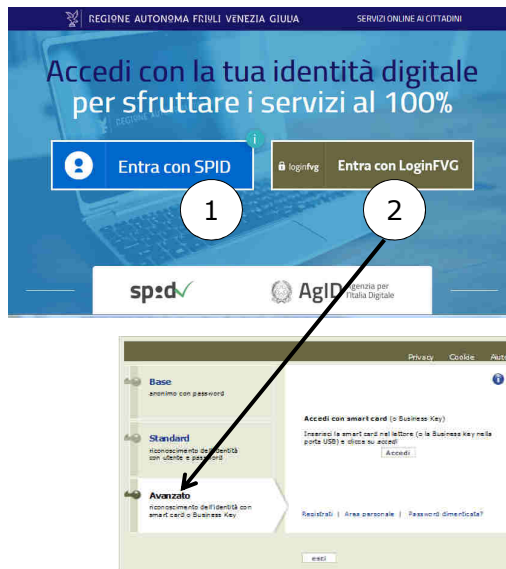 REGIONE AUTONOMA FRIULI VENEZIA GIULIA
SERVIZI ONLINE AI CITTADINI
Accedi con la tua identità digitale
per sfruttare i servizi al 100%
i
Entra con SPID
loginfvg Entra con LoginFVG
1
2
spid
AgID Agenzia per
l'Italia Digitale
Privacy Cookie
Base
anonimo con password
Standard
riconoscimento dell'identità
con utente e password
Avanzato
riconoscimento dell'identità con
smart card o Business Key
i
Accedi con smart card (o Business Key)
Inserisci la smart card nel lettore (o la Business key nella
porta USB) e clicca su accedi
Accedi
Registrati | Area personale | Password dimenticata?
esci